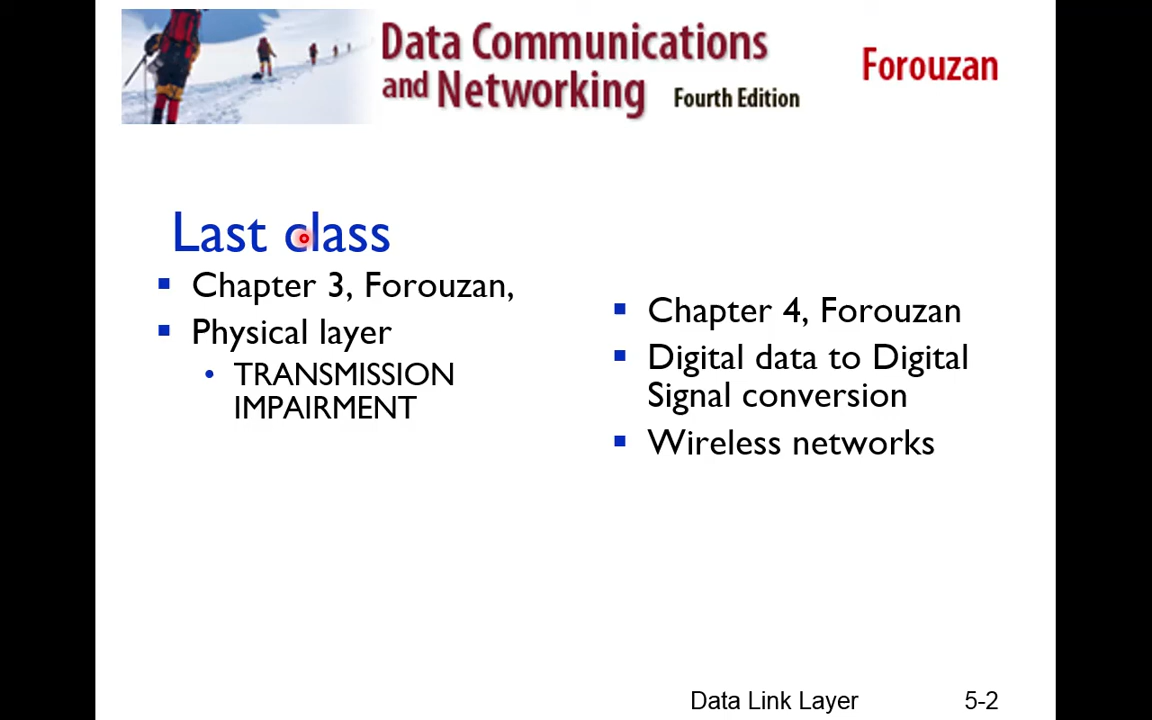 Data Communications
and Networking Fourth Edition
Forouzan
Last class
▪ Chapter 3, Forouzan,
▪ Physical layer
• TRANSMISSION
IMPAIRMENT
▪ Chapter 4, Forouzan
▪ Digital data to Digital
Signal conversion
▪ Wireless networks
Data Link Layer
5-2